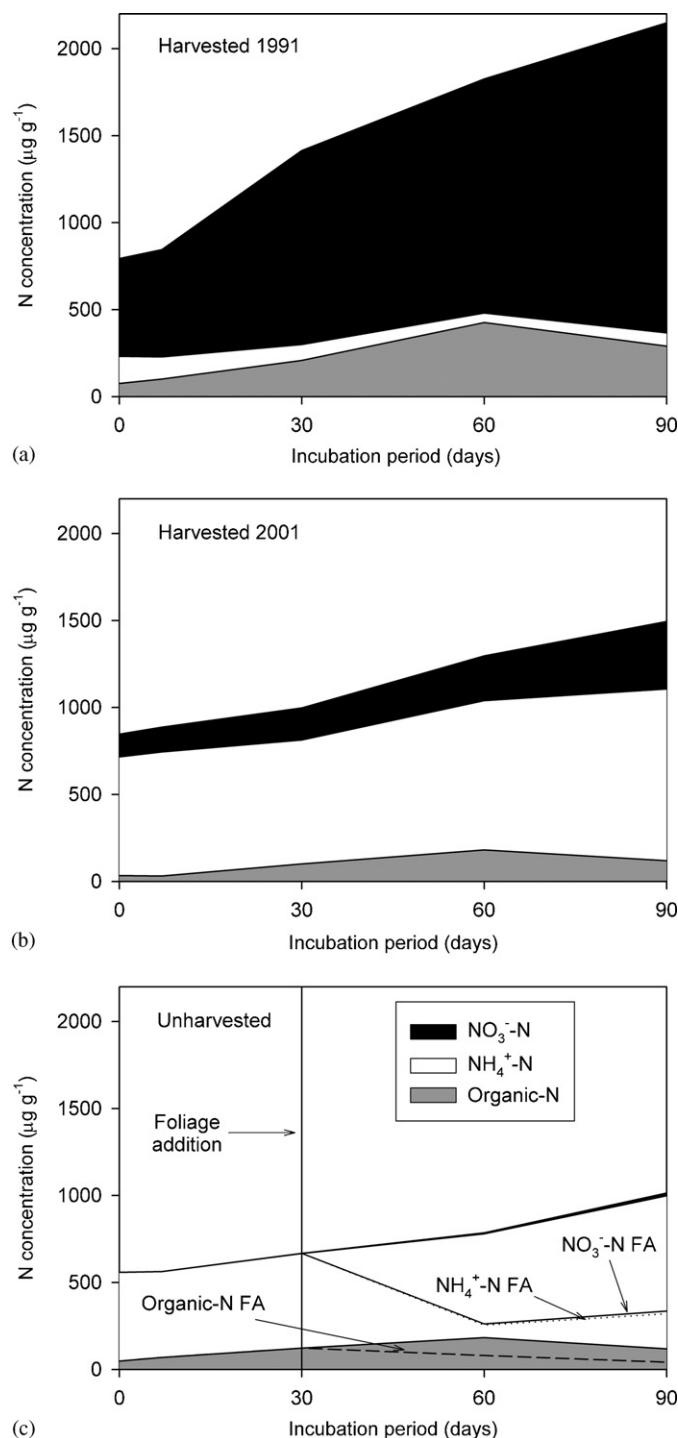 Harvested 1991
N concentration (μg g⁻¹)
2000
1500
1000
500
0
0 30 60 90
Incubation period (days)
(a)
Harvested 2001
N concentration (μg g⁻¹)
2000
1500
1000
500
0
0 30 60 90
Incubation period (days)
(b)
Unharvested
NO₃⁻-N
NH₄⁺-N
Organic-N
Foliage
addition
NO₃⁻-N FA
NH₄⁺-N FA
Organic-N FA
N concentration (μg g⁻¹)
2000
1500
1000
500
0
0 30 60 90
Incubation period (days)
(c)